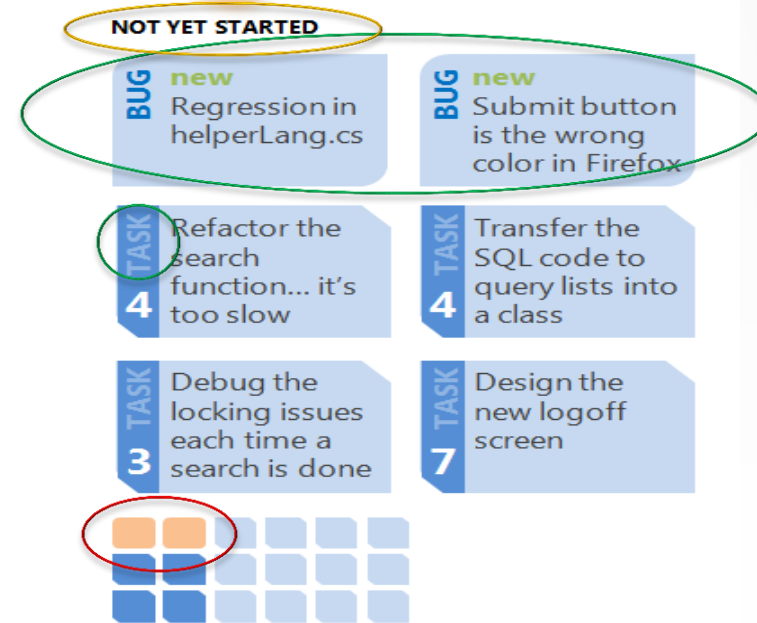 NOT YET STARTED
BUG
new
Regression in
helperLang.cs
BUG
new
Submit button
is the wrong
color in Firefox
TASK
4
Refactor the
search
function... it's
too slow
TASK
4
Transfer the
SQL code to
query lists into
a class
TASK
3
Debug the
locking issues
each time a
search is done
TASK
7
Design the
new logoff
screen